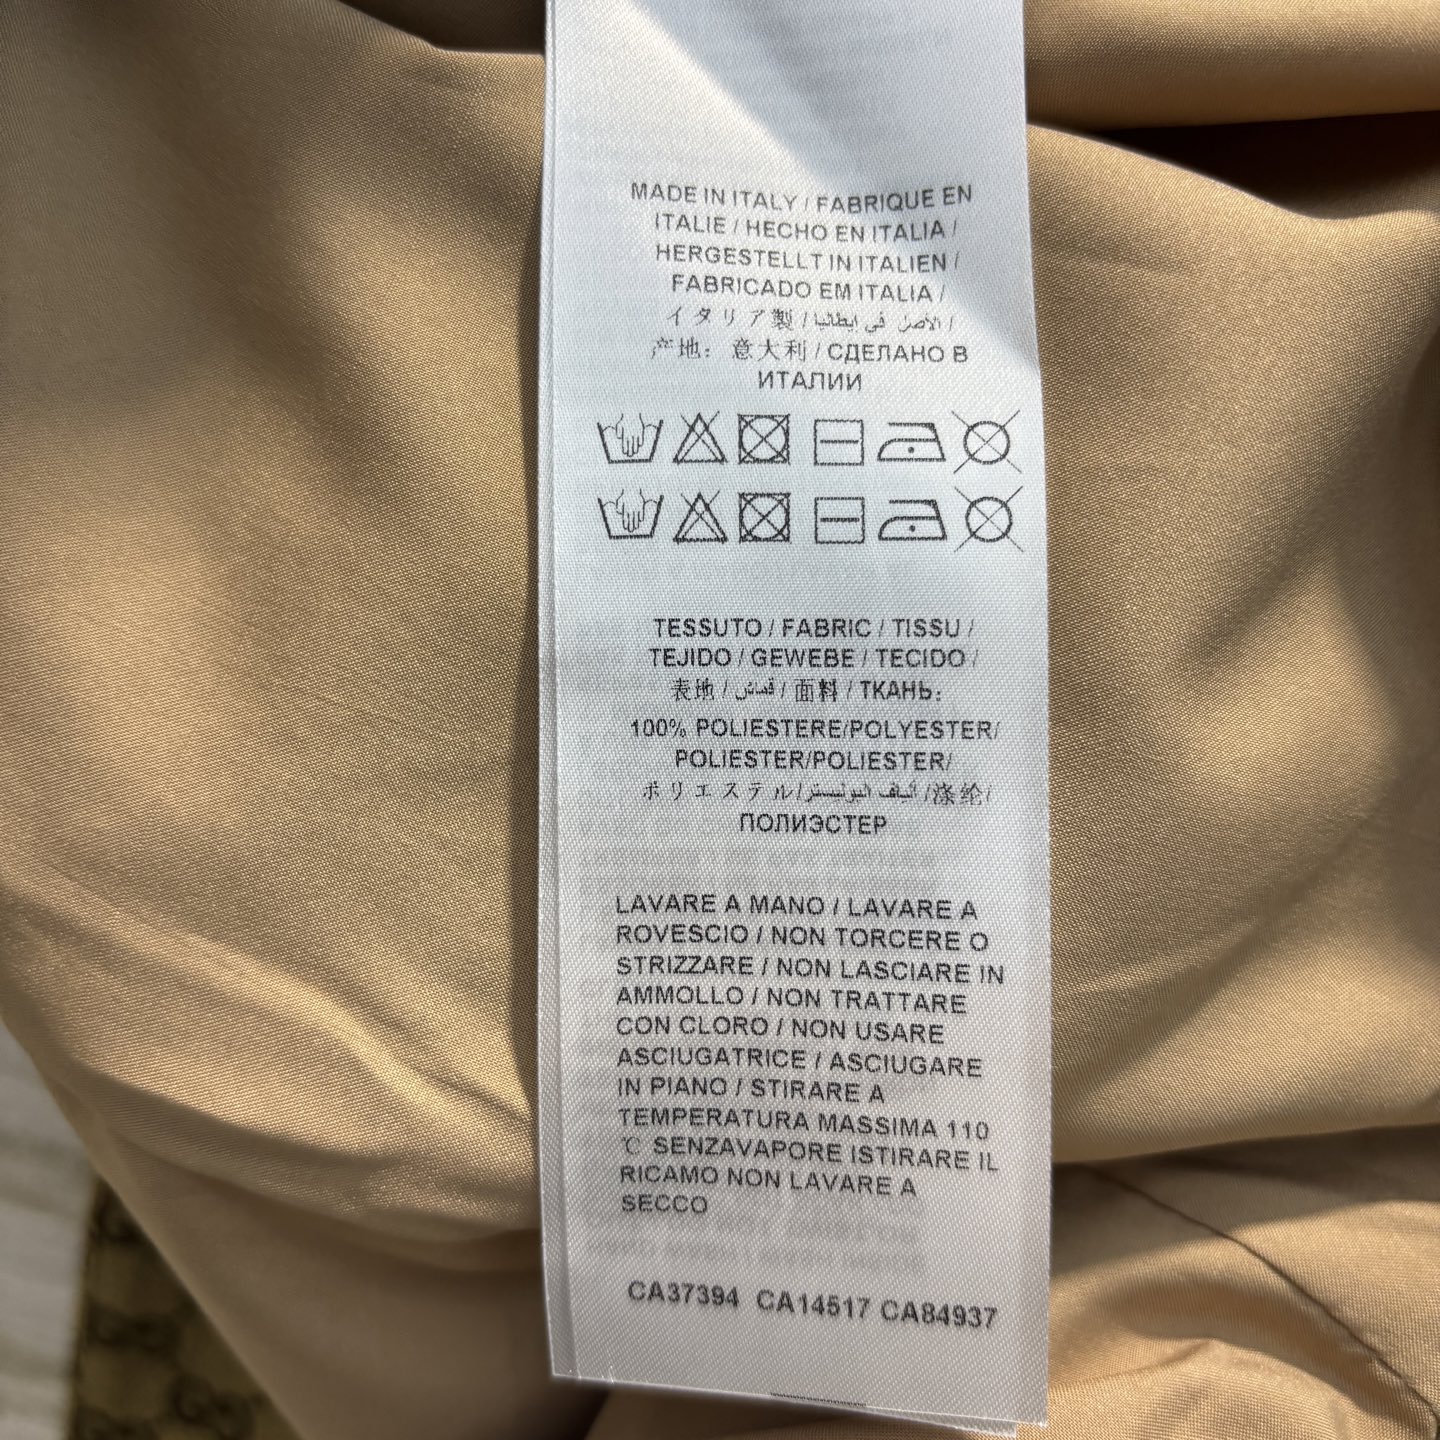 MADE IN ITALY / FABRIQUE EN
ITALIE / HECHO EN ITALIA /
HERGESTELLT IN ITALIEN /
FABRICADO EM ITALIA /
イタリア製 / الأصل في إيطاليا /
产地：意大利 / СДЕЛАНО В
ИТАЛИИ
TESSUTO / FABRIC / TISSU /
TEJIDO / GEWEBE / TECIDO /
表地 / قماش / 面料 / ТКАНЬ:
100% POLIESTERE/POLYESTER/
POLIESTER/POLIESTER/
ポリエステル/ألياف البوليستر/涤纶/
ПОЛИЭСТЕР
LAVARE A MANO / LAVARE A
ROVESCIO / NON TORCERE O
STRIZZARE / NON LASCIARE IN
AMMOLLO / NON TRATTARE
CON CLORO / NON USARE
ASCIUGATRICE / ASCIUGARE
IN PIANO / STIRARE A
TEMPERATURA MASSIMA 110
℃ SENZAVAPORE ISTIRARE IL
RICAMO NON LAVARE A
SECCO
CA37394 CA14517 CA84937